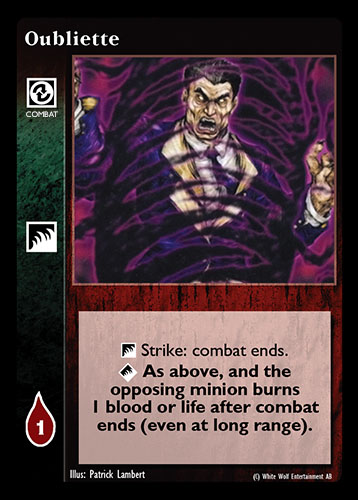 Oubliette
COMBAT
Strike: combat ends.
As above, and the
opposing minion burns
1 blood or life after combat
ends (even at long range).
1
Illus: Patrick Lambert
(C) White Wolf Entertainment AB